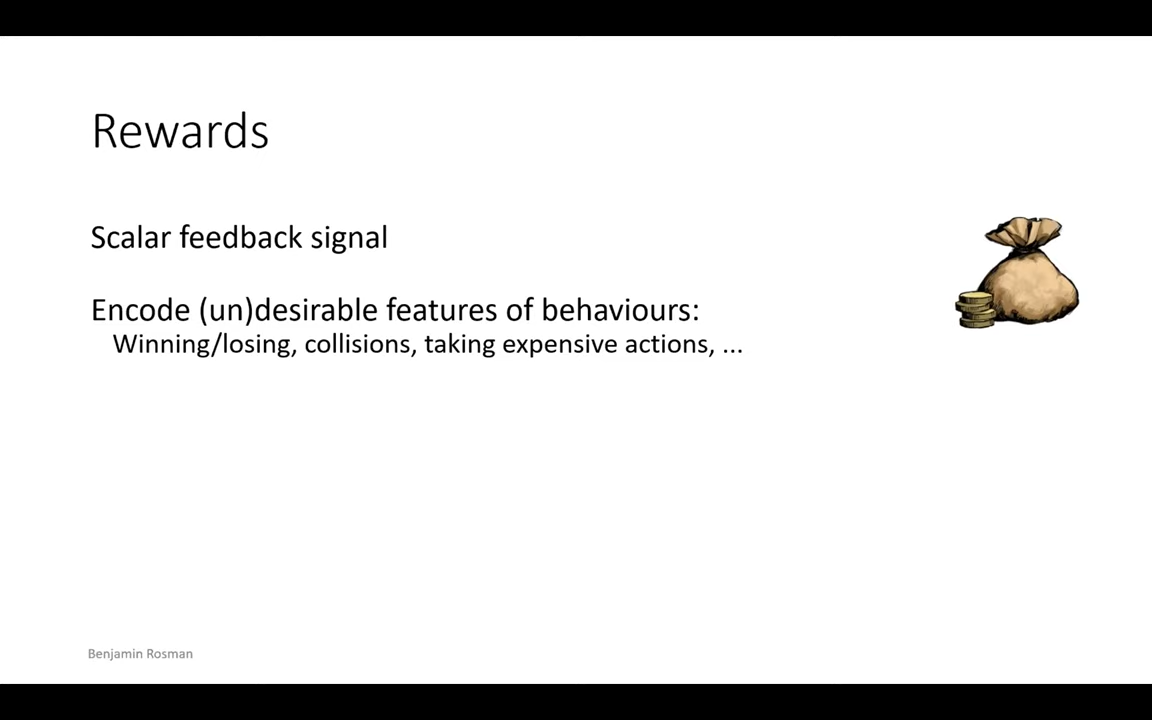 Rewards
Scalar feedback signal
Encode (un)desirable features of behaviours:
Winning/losing, collisions, taking expensive actions, ...
Benjamin Rosman